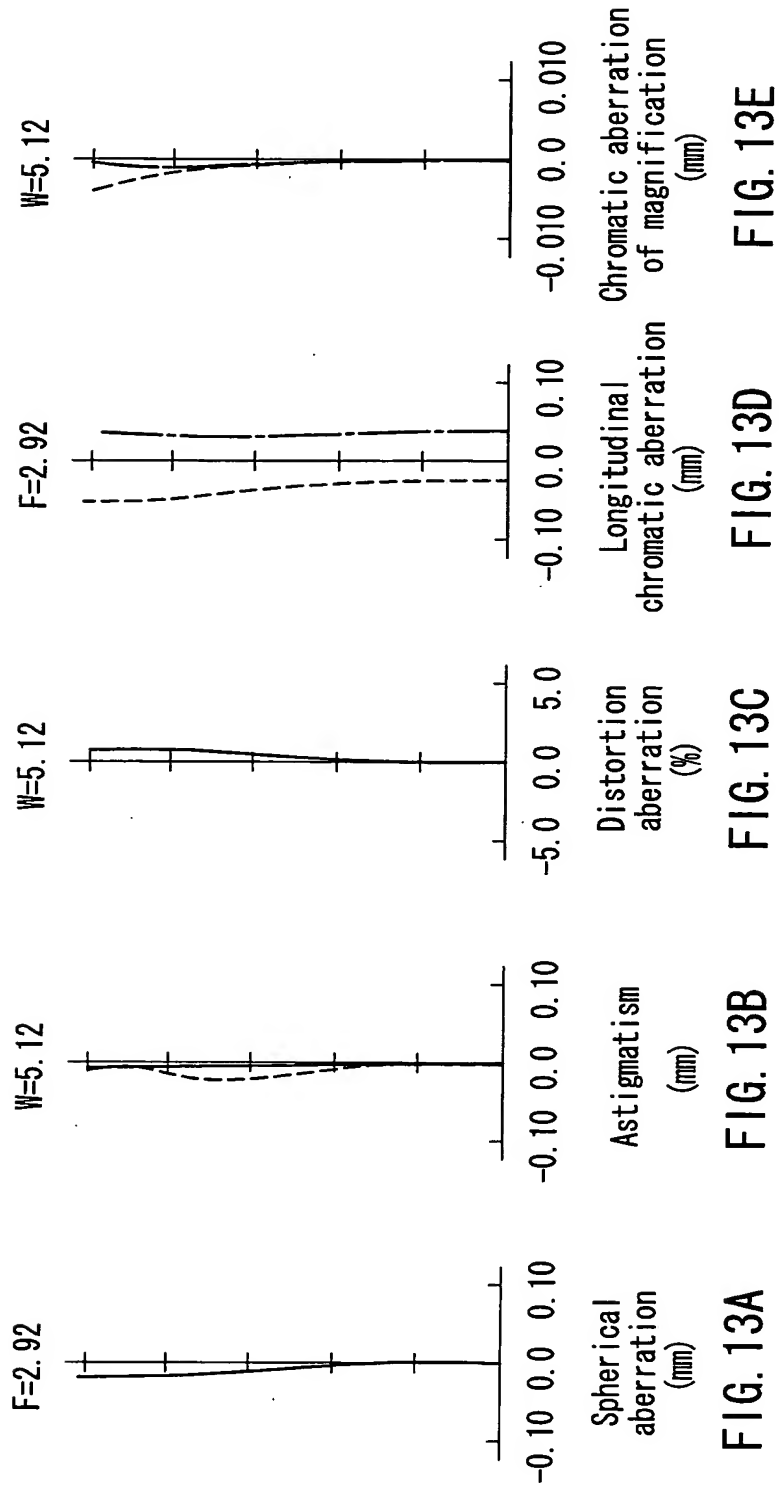 F=2.92
-0.10 0.0 0.10
Spherical
aberration
(mm)
FIG. 13A
W=5.12
-0.10 0.0 0.10
Astigmatism
(mm)
FIG. 13B
W=5.12
-5.0 0.0 5.0
Distortion
aberration
(%)
FIG. 13C
F=2.92
-0.10 0.0 0.10
Longitudinal
chromatic aberration
(mm)
FIG. 13D
W=5.12
-0.010 0.0 0.010
Chromatic aberration
of magnification
(mm)
FIG. 13E